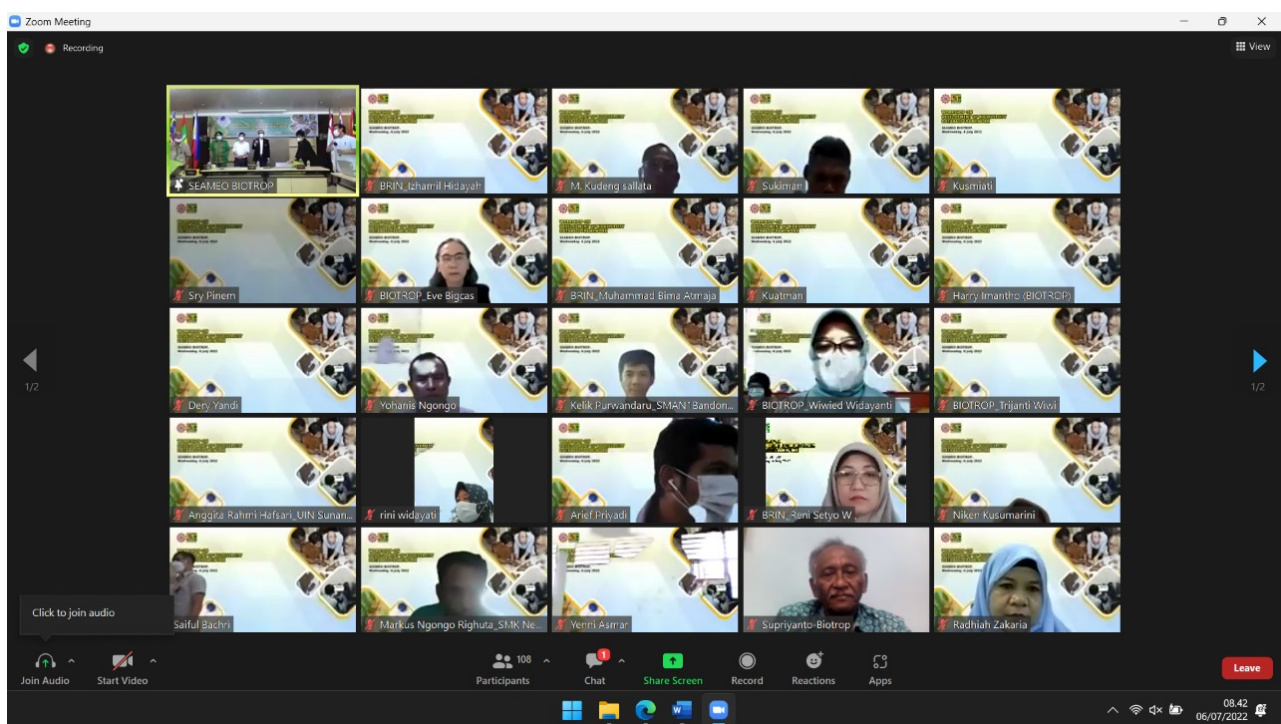 Zoom Meeting
Recording
View
SEAMEO BIOTROP
BRIN_Izhamil Hidayah
M. Kudeng sallata
Sukiman
Kusmiati
Sry Pinem
BIOTROP_Eve Bigcas
BRIN_Muhammad Bima Atmaja
Kuatman
Harry Imantho (BIOTROP)
Dery Yandi
Yohanis Ngongo
Kelik Purwandaru_SMAN1Bandon...
BIOTROP_Wiwied Widayanti
BIOTROP_Trijanti Wiwi
Anggita Rahmi Hafsari_UIN Sunan...
rini widayati
Arief Priyadi
BRIN_Reni Setyo W
Niken Kusumarini
Saiful Bachri
Markus Ngongo Righuta_SMK Ne...
Yenni Asmar
Supriyanto-Biotrop
Radhiah Zakaria
1/2
1/2
Click to join audio
Join Audio
Start Video
108
Participants
1
Chat
Share Screen
Record
Reactions
Apps
Leave
08.42
06/07/2022